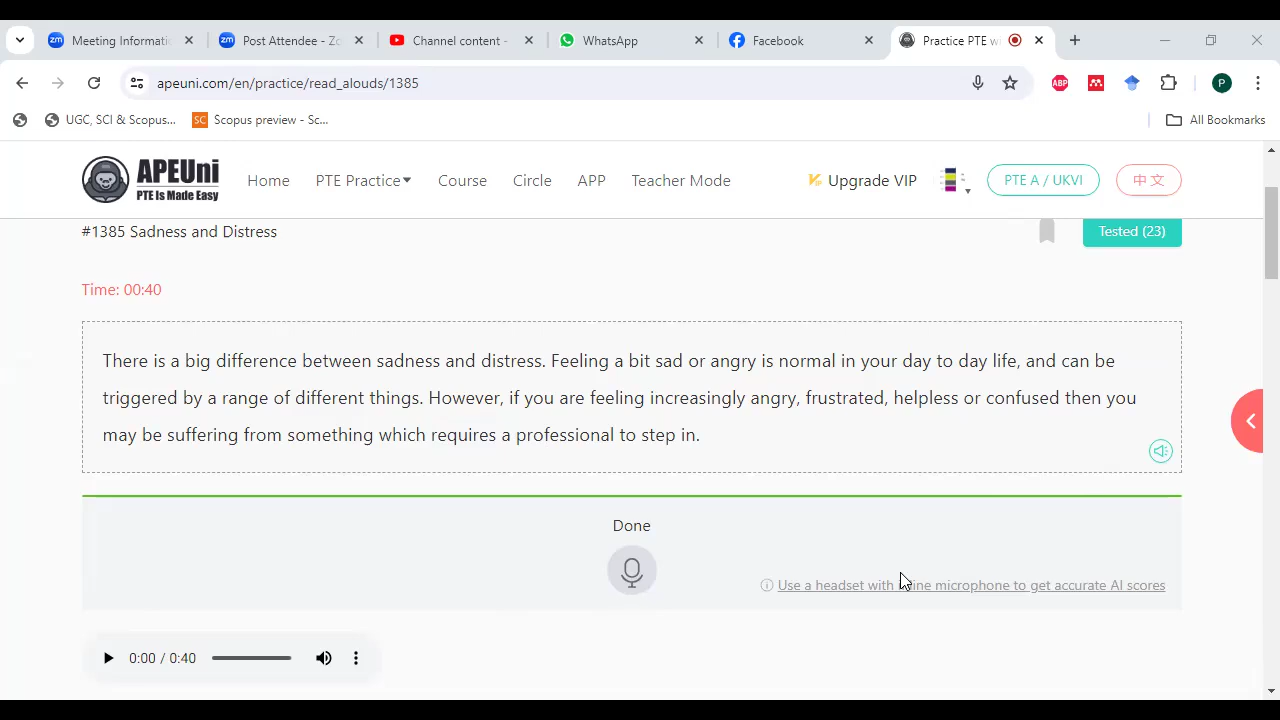 Meeting Informati
Post Attendee - Zo
Channel content -
WhatsApp
Facebook
Practice PTE wi
apeuni.com/en/practice/read_alouds/1385
ABP
P
UGC, SCI & Scopus...
SC
Scopus preview - Sc...
All Bookmarks
APEUni
PTE Is Made Easy
Home
PTE Practice
Course
Circle
APP
Teacher Mode
Upgrade VIP
PTE A / UKVI
中 文
#1385 Sadness and Distress
Tested (23)
Time: 00:40
There is a big difference between sadness and distress. Feeling a bit sad or angry is normal in your day to day life, and can be
triggered by a range of different things. However, if you are feeling increasingly angry, frustrated, helpless or confused then you
may be suffering from something which requires a professional to step in.
Done
Use a headset with line microphone to get accurate AI scores
0:00 / 0:40